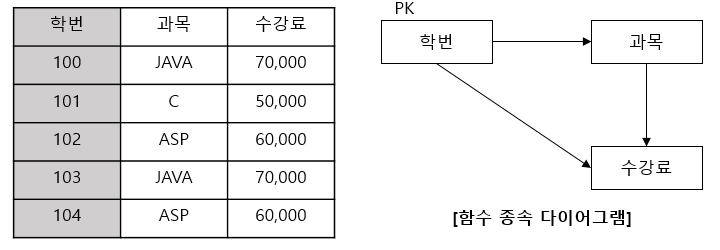 학번 과목 수강료
100 JAVA 70,000
101 C 50,000
102 ASP 60,000
103 JAVA 70,000
104 ASP 60,000
PK
학번
과목
수강료
[함수 종속 다이어그램]